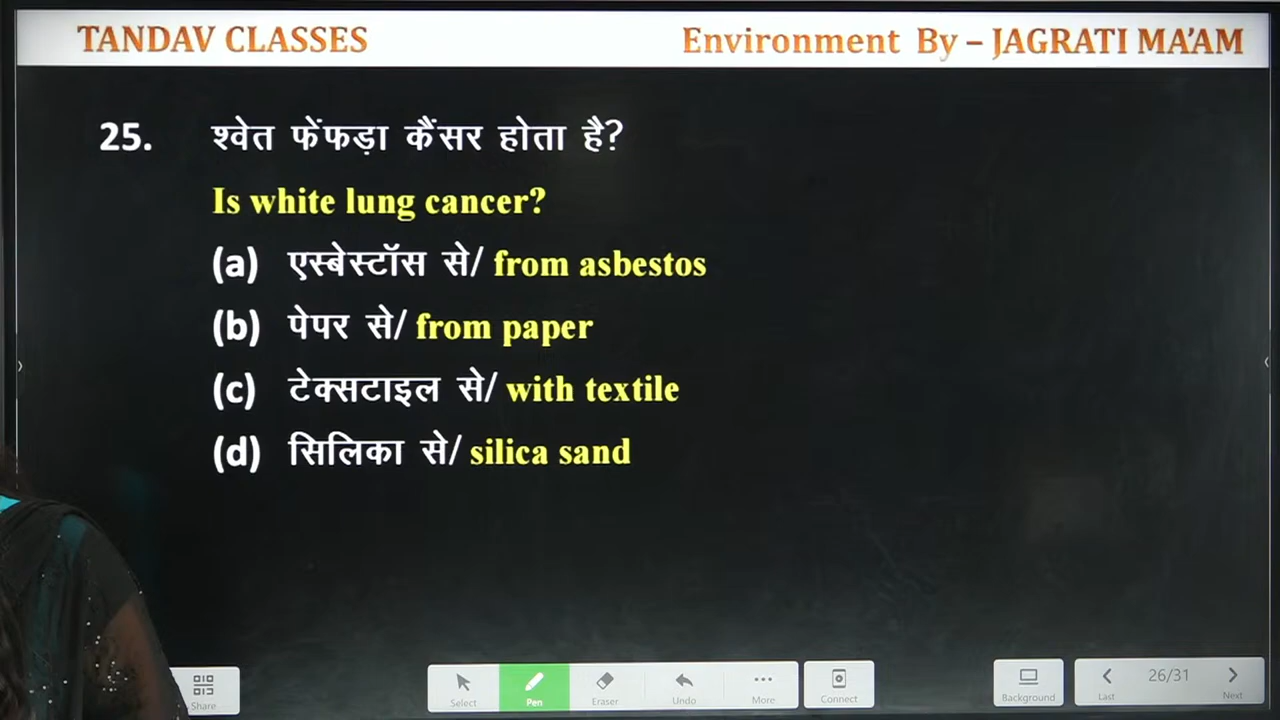 TANDAV CLASSES
Environment By – JAGRATI MA'AM
25. श्वेत फेंफड़ा कैंसर होता है?
Is white lung cancer?
(a) एस्बेस्टॉस से/ from asbestos
(b) पेपर से/ from paper
(c) टेक्सटाइल से/ with textile
(d) सिलिका से/ silica sand
Share
Select
Pen
Eraser
Undo
More
Connect
Background
Last
26/31
Next